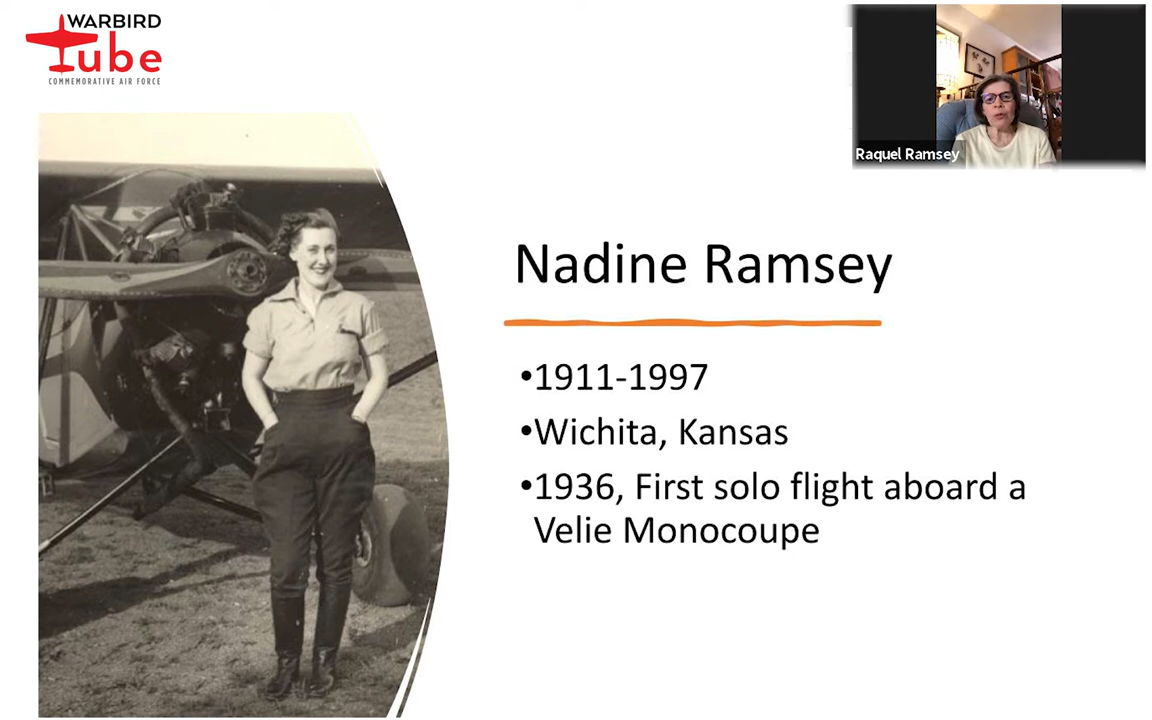 WARBIRD
Tube
COMMEMORATIVE AIR FORCE
Raquel Ramsey
Nadine Ramsey
•1911-1997
•Wichita, Kansas
•1936, First solo flight aboard a
Velie Monocoupe